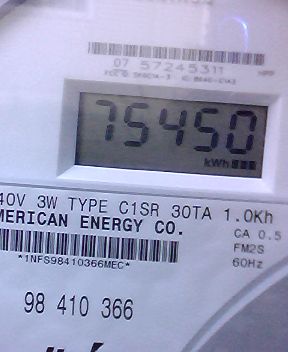 07 57245311
75450
kWh
40V 3W TYPE C1SR 30TA 1.0Kh
MERICAN ENERGY CO.
CA 0.5
FM2S
*1NFS98410366MEC*
60Hz
98 410 366